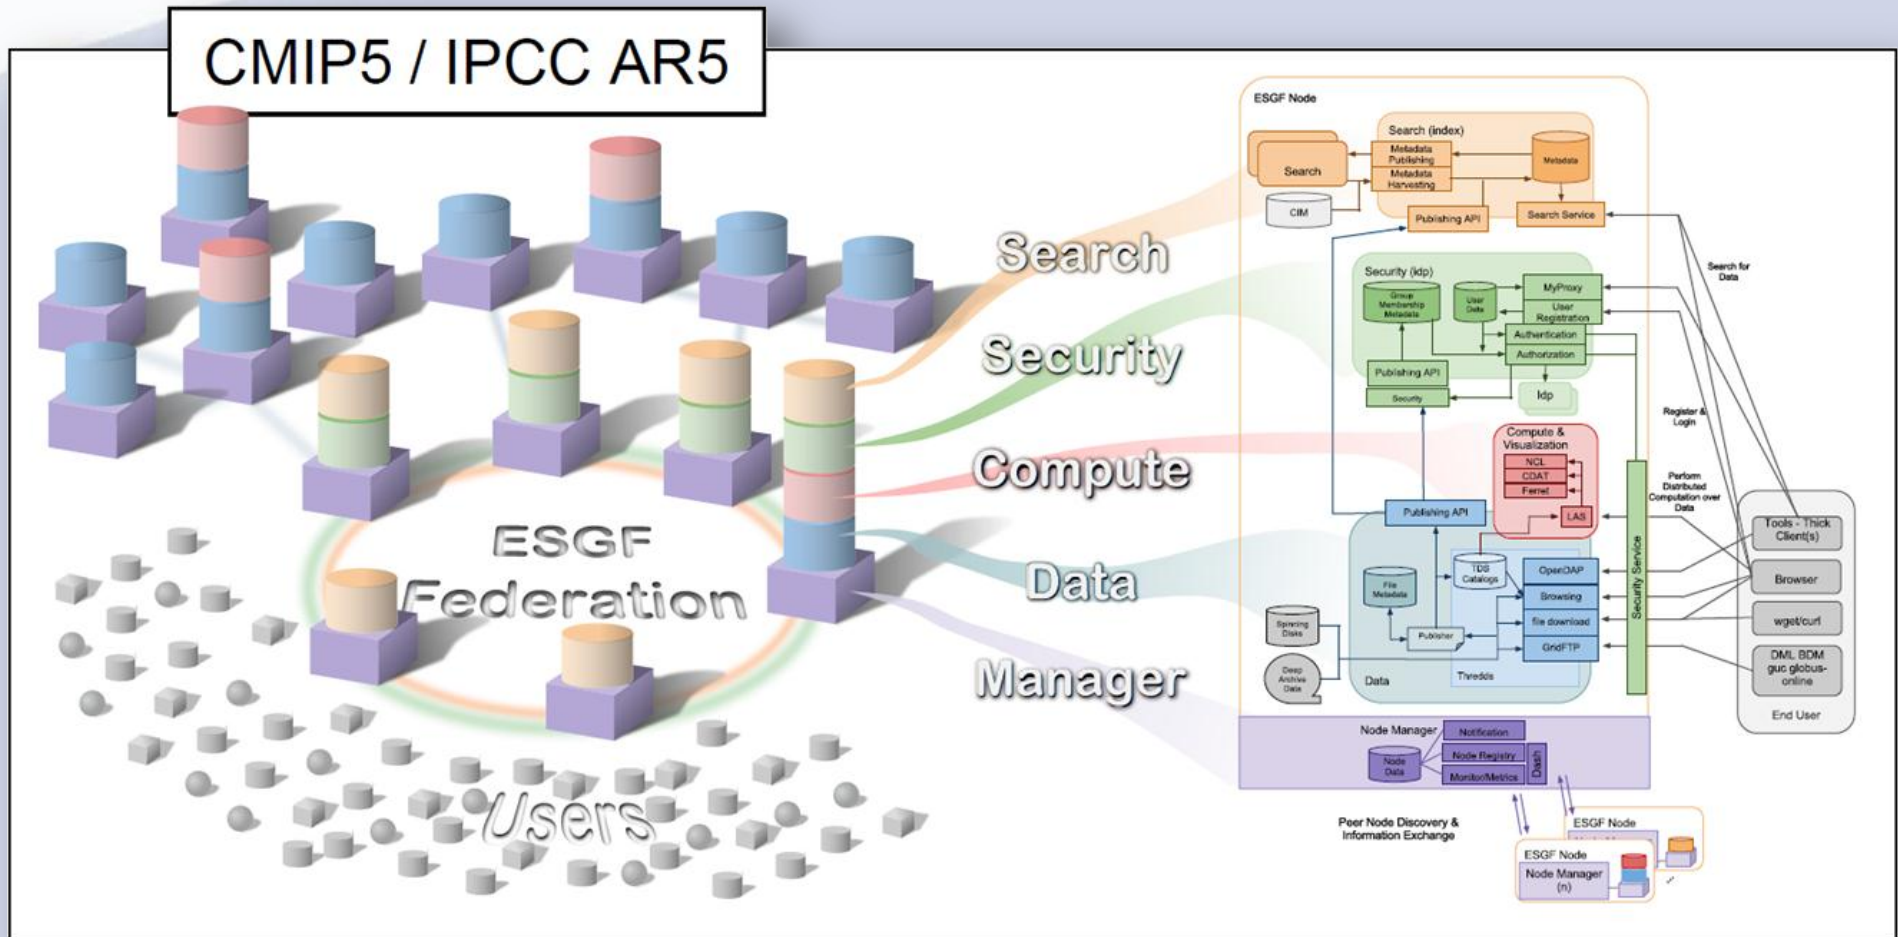 CMIP5 / IPCC AR5
ESGF
Federation
Users
Search
Security
Compute
Data
Manager
ESGF Node
Search (index)
Metadata
Publishing
Metadata
Harvesting
Metadata
Search
CIM
Publishing API
Search Service
Security (idp)
Group
Membership
Metadata
User
Data
MyProxy
User
Registration
Authentication
Authorization
Publishing API
Security
Idp
Compute &
Visualization
NCL
CDAT
Ferret
LAS
Publishing API
TDS
Catalogs
File
Metadata
OpenDAP
Browsing
file download
GridFTP
Publisher
Spinning
Disks
Deep
Archive
Data
Data
Thredds
Security Service
Node Manager
Node
Data
Notification
Node Registry
Monitor/Metrics
Dash
Peer Node Discovery &
Information Exchange
ESGF Node
ESGF Node
Node Manager
(n)
...
Search for
Data
Register &
Login
Perform
Distributed
Computation over
Data
Tools - Thick
Client(s)
Browser
wget/curl
DML BDM
guc globus-
online
End User